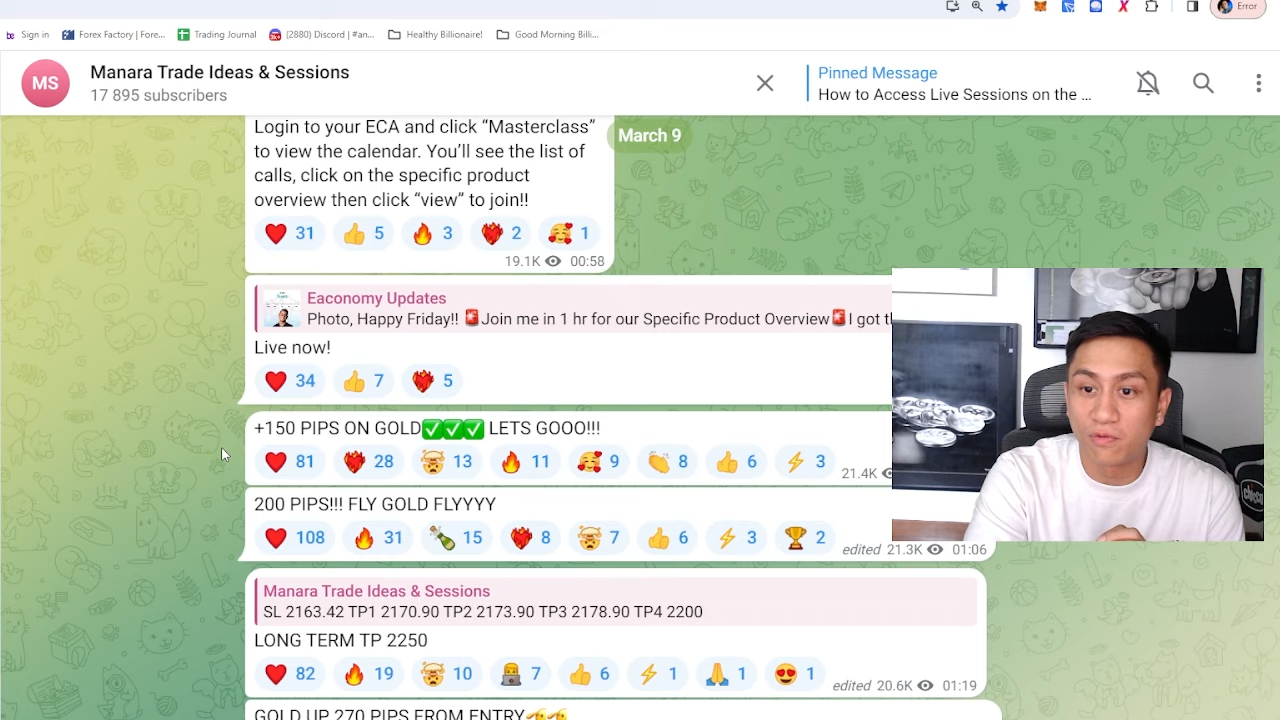 Error
Sign in
Forex Factory | Fore...
Trading Journal
(2880) Discord | #an...
Healthy Billionaire!
Good Morning Billi...
MS
Manara Trade Ideas & Sessions
17 895 subscribers
Pinned Message
How to Access Live Sessions on the ...
March 9
Login to your ECA and click “Masterclass”
to view the calendar. You’ll see the list of
calls, click on the specific product
overview then click “view” to join!!
31 5 3 2 1
19.1K 00:58
Eaconomy Updates
Photo, Happy Friday!! 🚨Join me in 1 hr for our Specific Product Overview🚨I got t
Live now!
34 7 5
+150 PIPS ON GOLD✅✅✅ LETS GOOO!!!
81 28 13 11 9 8 6 3
21.4K
200 PIPS!!! FLY GOLD FLYYYY
108 31 15 8 7 6 3 2
edited 21.3K 01:06
Manara Trade Ideas & Sessions
SL 2163.42 TP1 2170.90 TP2 2173.90 TP3 2178.90 TP4 2200
LONG TERM TP 2250
82 19 10 7 6 1 1 1
edited 20.6K 01:19
GOLD UP 270 PIPS FROM ENTRY